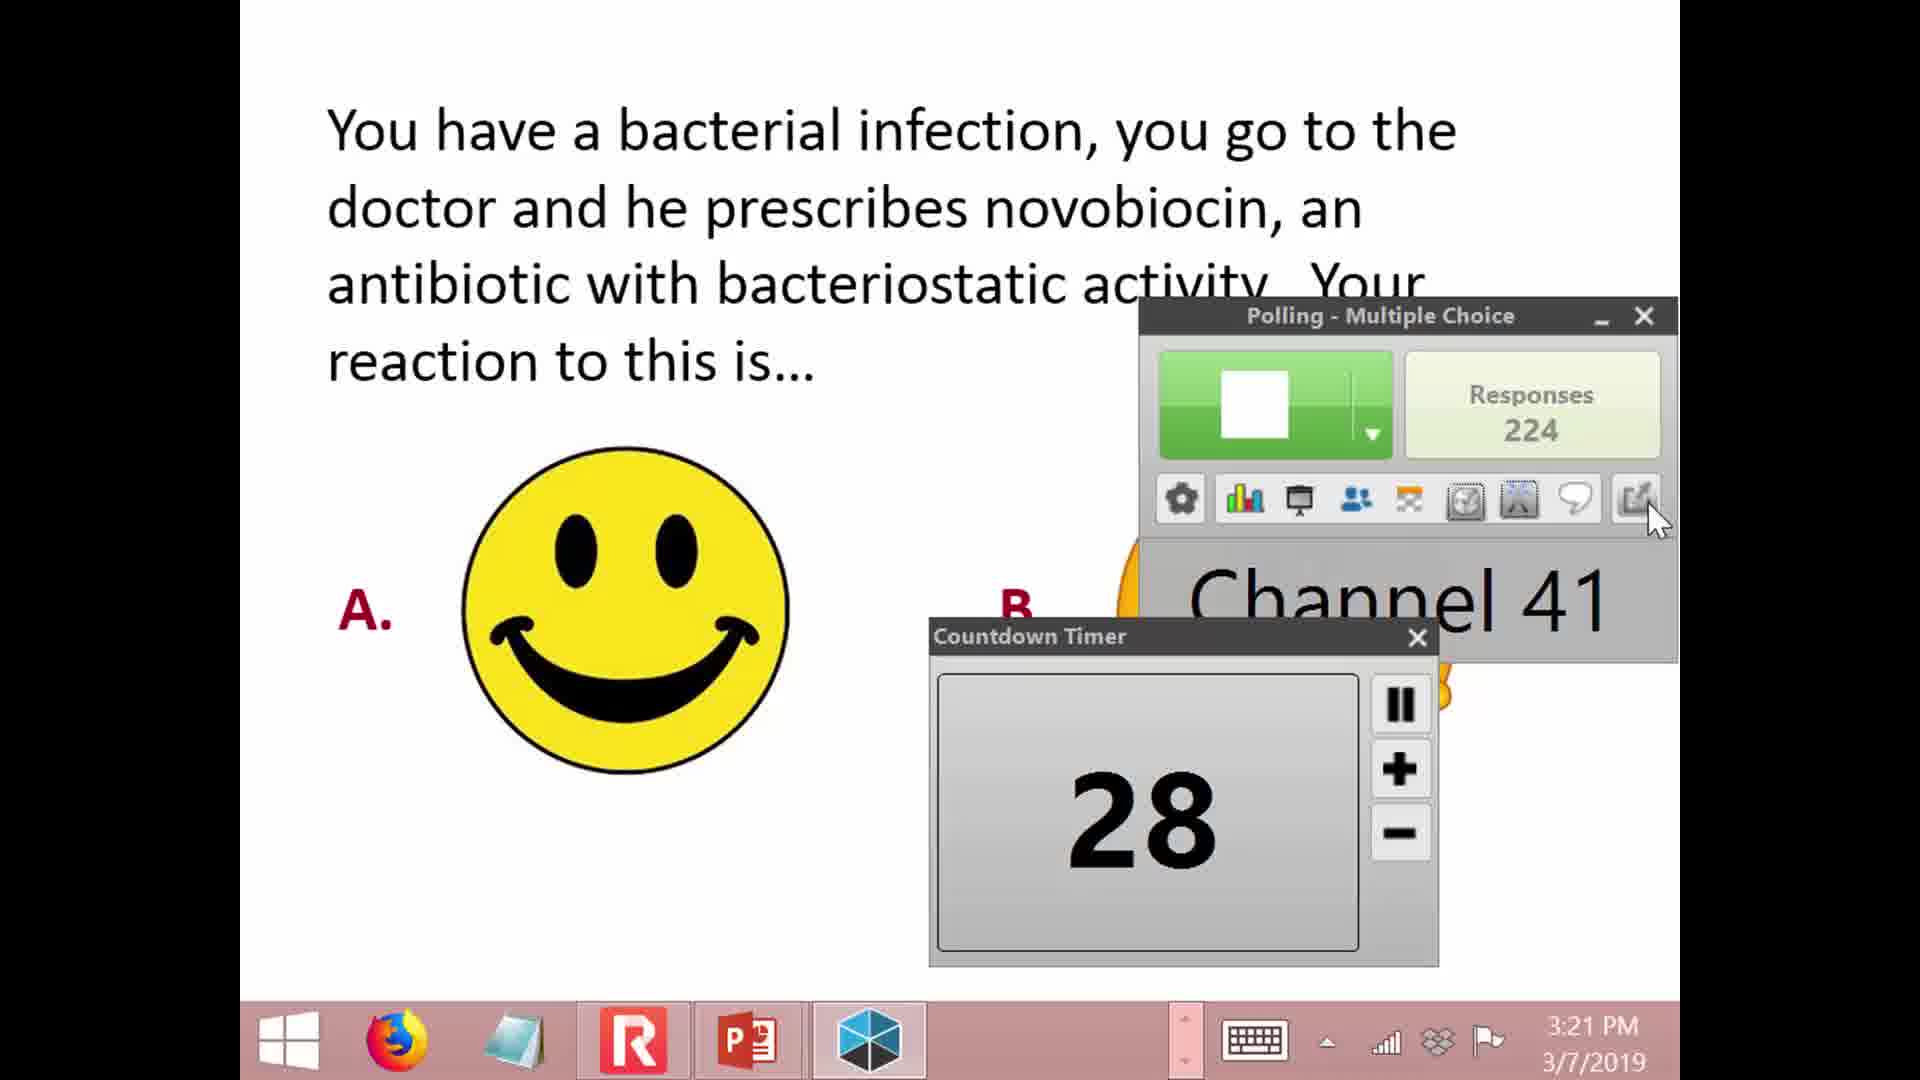 You have a bacterial infection, you go to the
doctor and he prescribes novobiocin, an
antibiotic with bacteriostatic activity. Your
reaction to this is...
Polling - Multiple Choice
Responses
224
Channel 41
A.
B
Countdown Timer
28
3:21 PM
3/7/2019